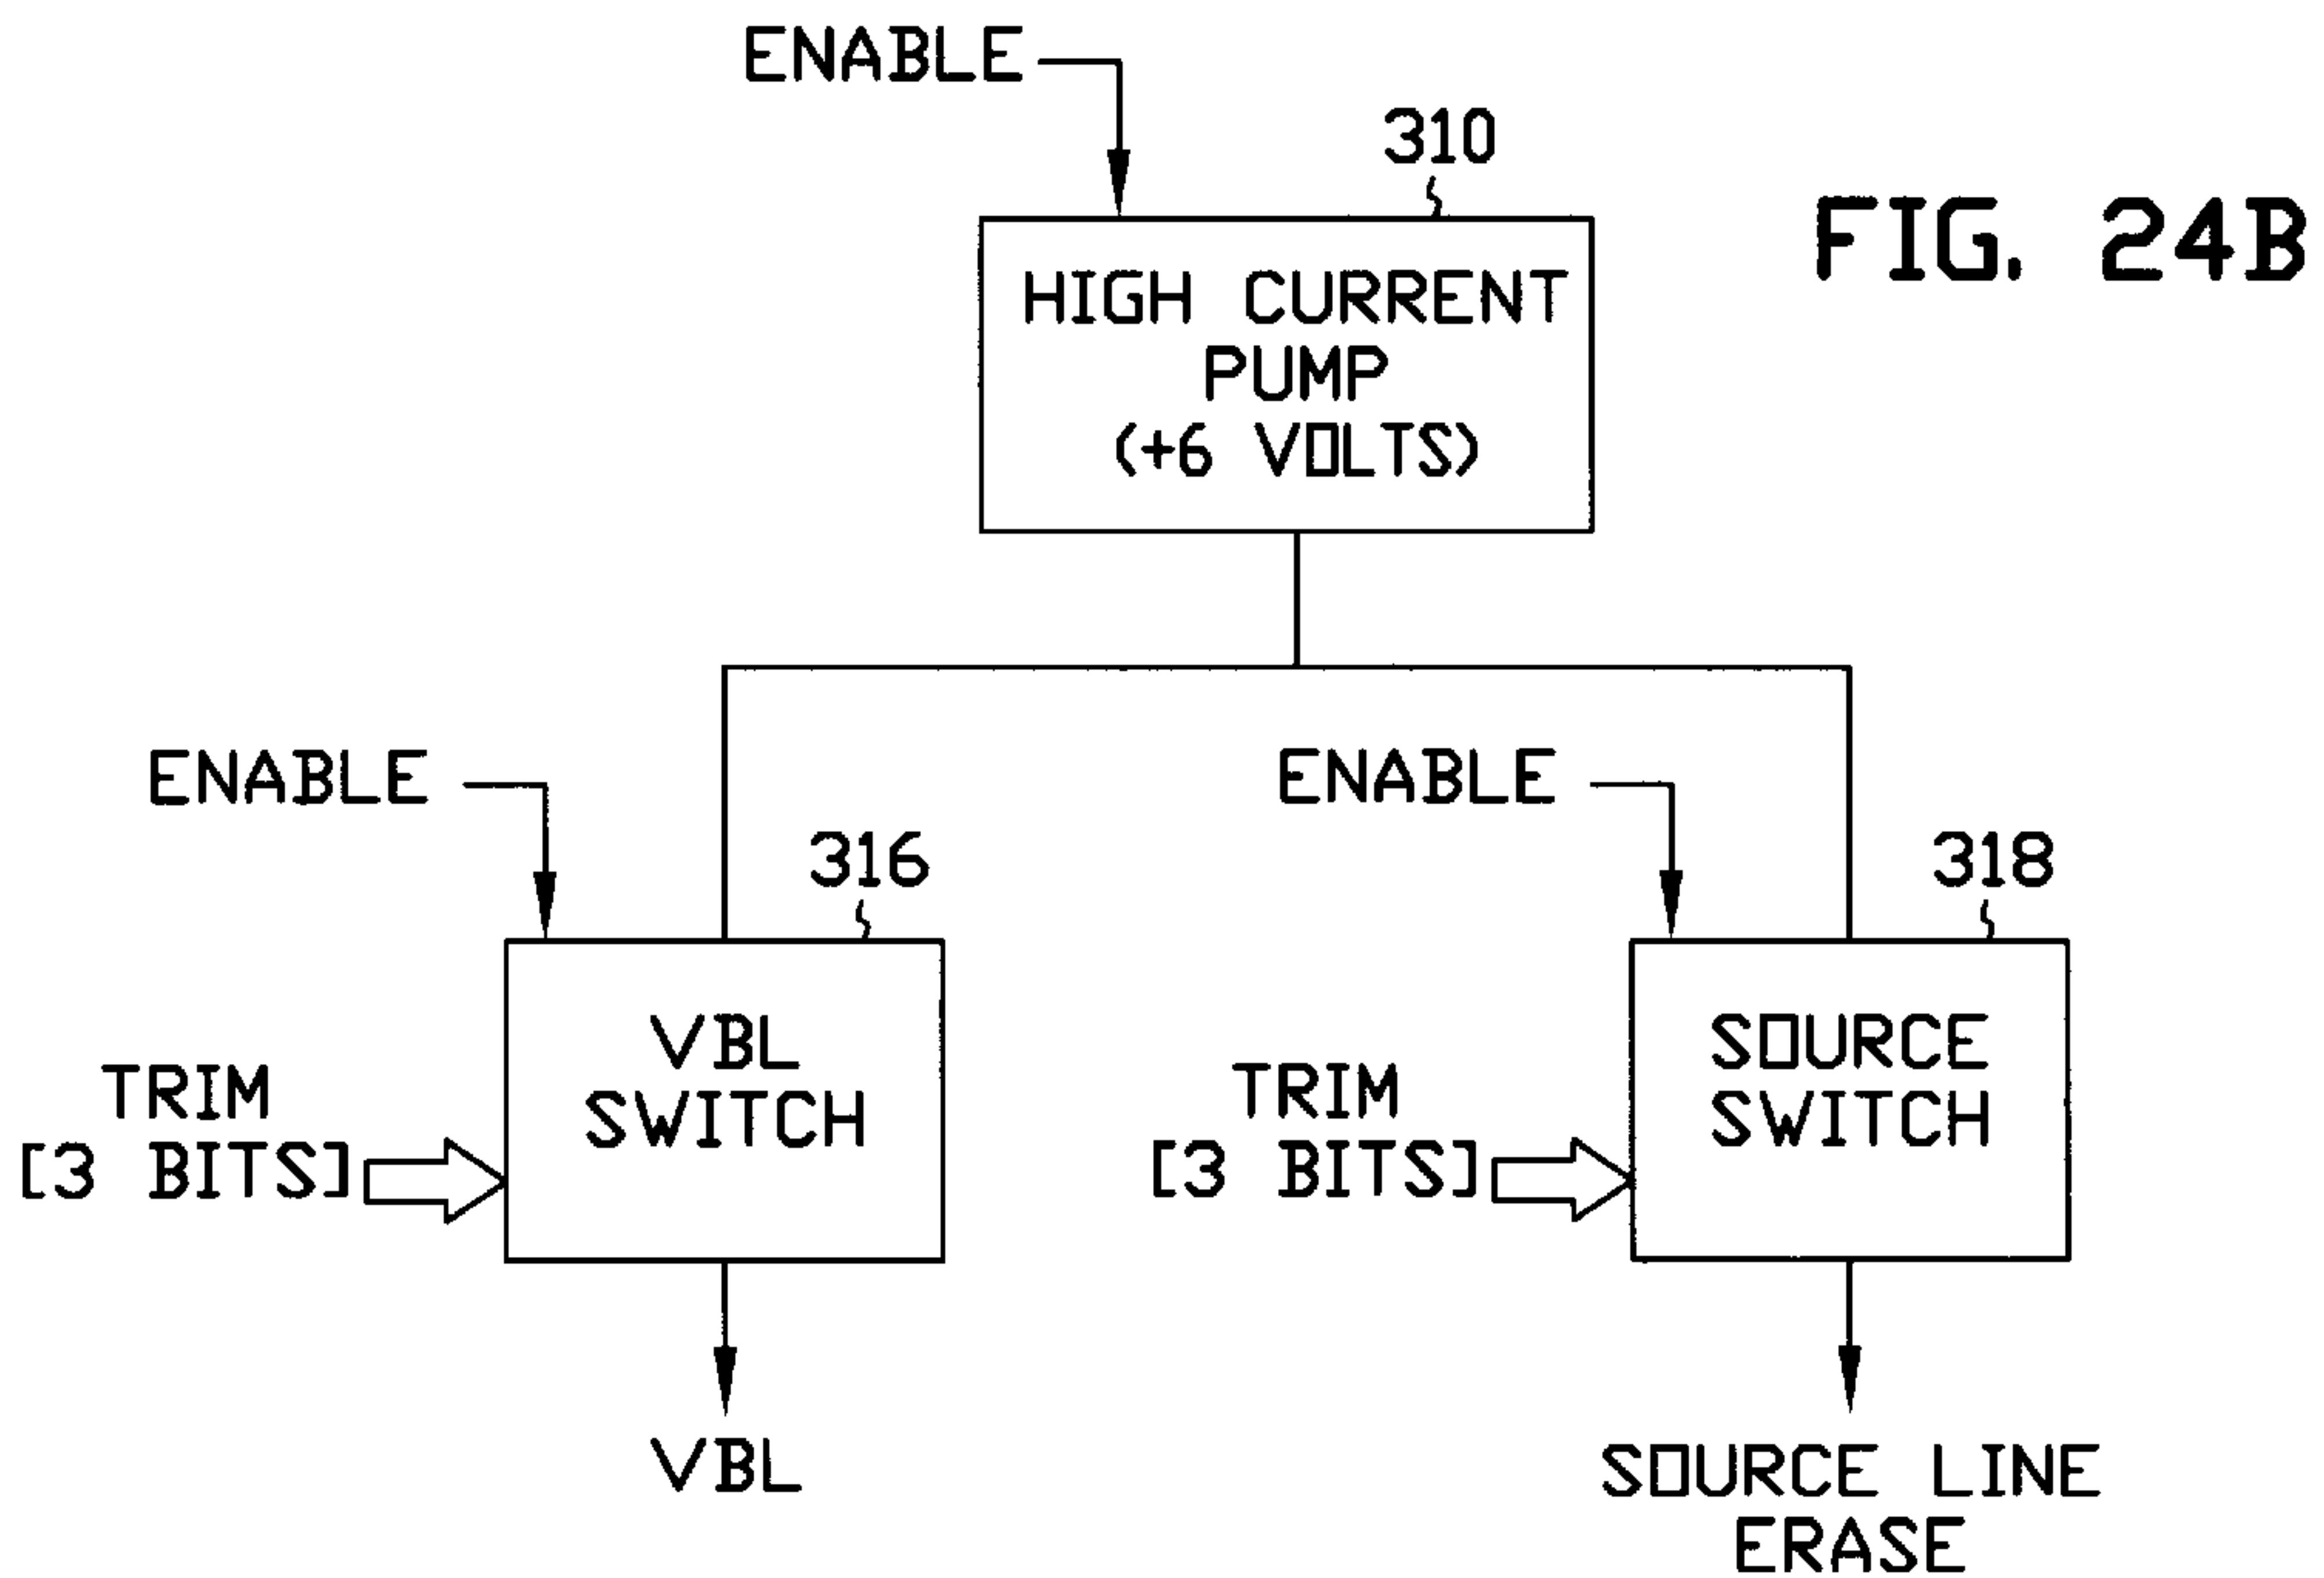 ENABLE
310
FIG. 24B
HIGH CURRENT
PUMP
(+6 VOLTS)
ENABLE
ENABLE
316
318
VBL
SWITCH
SOURCE
SWITCH
TRIM
[3 BITS]
TRIM
[3 BITS]
VBL
SOURCE LINE
ERASE